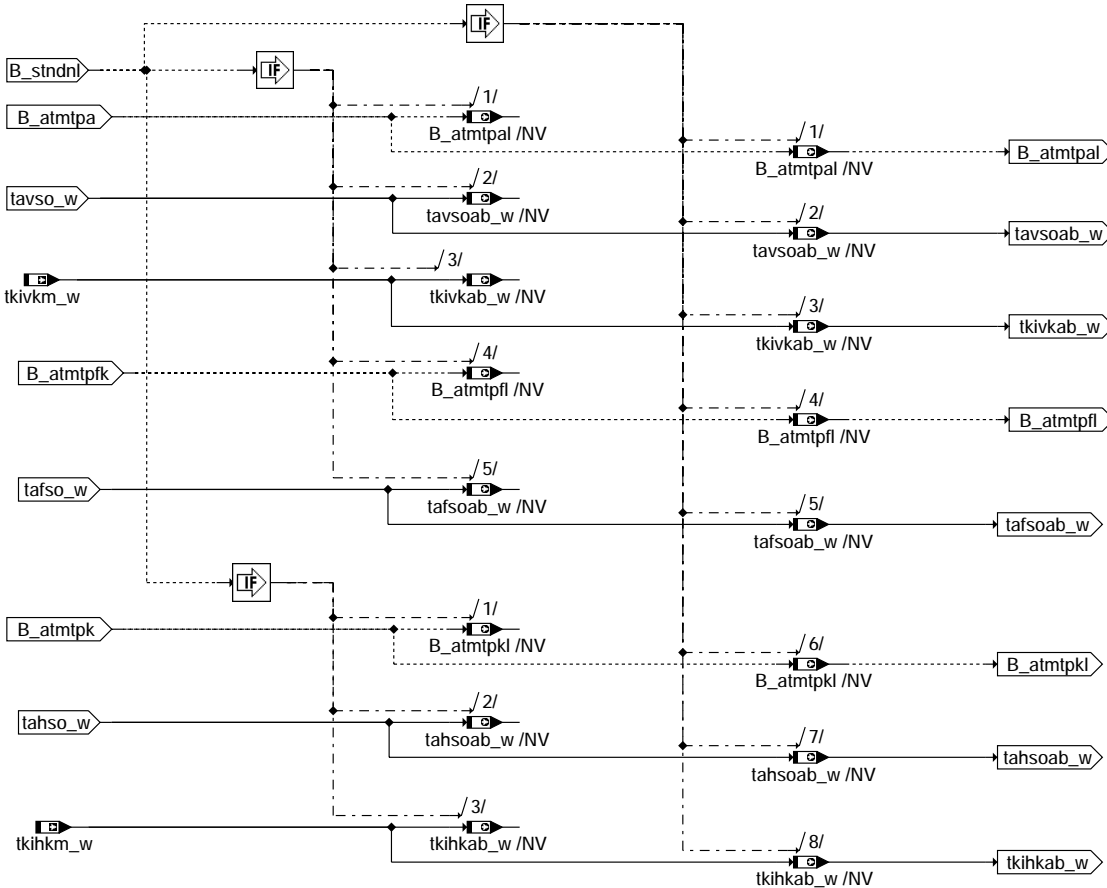 IF
B_stndnl
IF
/1/
B_atmtpa
B_atmtpal /NV
/1/
B_atmtpal /NV
B_atmtpal
/2/
tavso_w
tavsoab_w /NV
/2/
tavsoab_w /NV
tavsoab_w
/3/
tkivkm_w
tkivkab_w /NV
/3/
tkivkab_w /NV
tkivkab_w
/4/
B_atmtpfk
B_atmtpfl /NV
/4/
B_atmtpfl /NV
B_atmtpfl
/5/
tafso_w
tafsoab_w /NV
/5/
tafsoab_w /NV
tafsoab_w
IF
/1/
B_atmtpk
B_atmtpkl /NV
/6/
B_atmtpkl /NV
B_atmtpkl
/2/
tahso_w
tahsoab_w /NV
/7/
tahsoab_w /NV
tahsoab_w
/3/
tkihkm_w
tkihkab_w /NV
/8/
tkihkab_w /NV
tkihkab_w